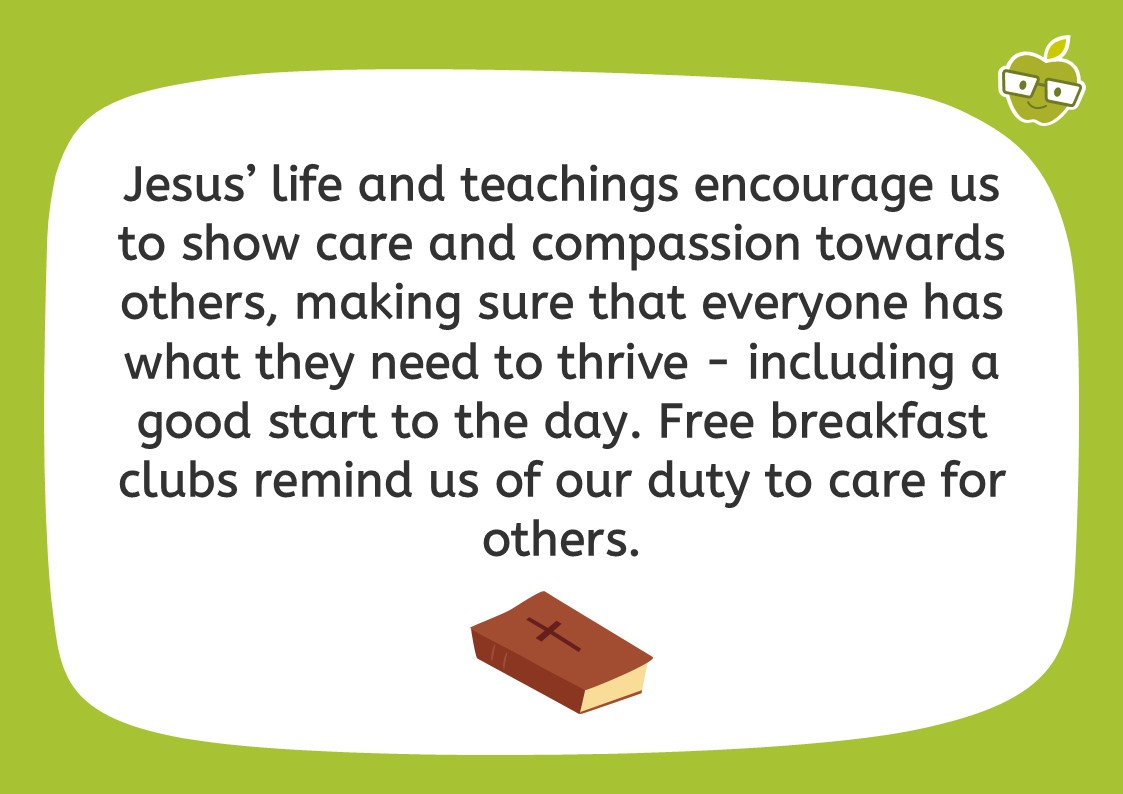 Jesus’ life and teachings encourage us
to show care and compassion towards
others, making sure that everyone has
what they need to thrive - including a
good start to the day. Free breakfast
clubs remind us of our duty to care for
others.